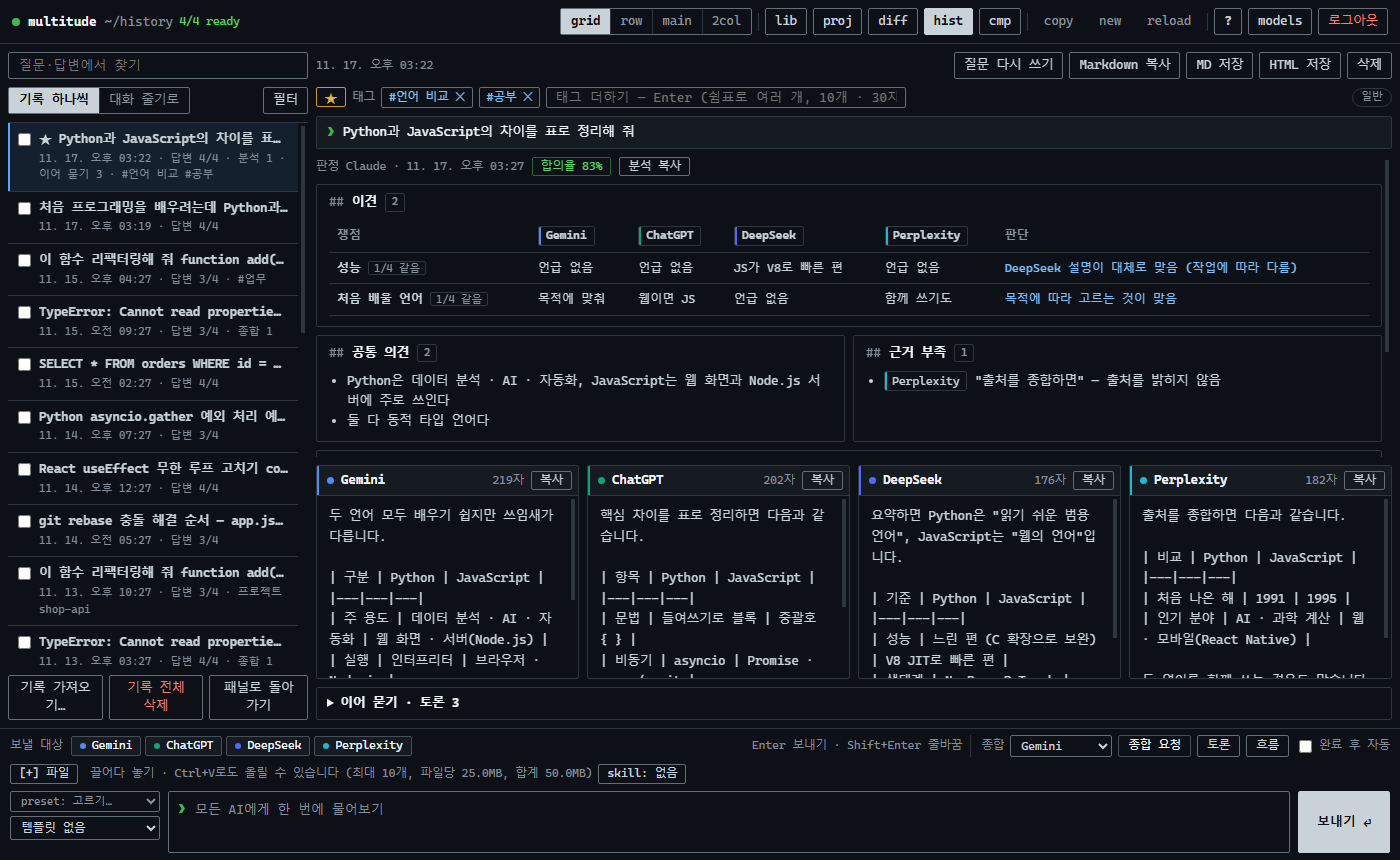 multitude ~/history 4/4 ready
grid row main 2col lib proj diff hist cmp copy new reload ? models 로그아웃
질문·답변에서 찾기
기록 하나씩 대화 줄기로 필터
★ Python과 JavaScript의 차이를 표…
11. 17. 오후 03:22 · 답변 4/4 · 분석 1 ·
이어 묻기 3 · #언어 비교 #공부
처음 프로그래밍을 배우려는데 Python과…
11. 17. 오후 03:19 · 답변 4/4
이 함수 리팩터링해 줘 function add(…
11. 15. 오후 04:27 · 답변 3/4 · #업무
TypeError: Cannot read propertie…
11. 15. 오전 09:27 · 답변 3/4 · 종합 1
SELECT * FROM orders WHERE id = …
11. 15. 오전 02:27 · 답변 4/4
Python asyncio.gather 예외 처리 예…
11. 14. 오후 07:27 · 답변 3/4
React useEffect 무한 루프 고치기 co…
11. 14. 오후 12:27 · 답변 4/4
git rebase 충돌 해결 순서 — app.js…
11. 14. 오전 05:27 · 답변 3/4
이 함수 리팩터링해 줘 function add(…
11. 13. 오후 10:27 · 답변 3/4 · 프로젝트
shop-api
TypeError: Cannot read propertie…
11. 13. 오후 03:27 · 답변 4/4 · 종합 1
기록 가져오기…
기록 전체 삭제
패널로 돌아가기
11. 17. 오후 03:22
질문 다시 쓰기 Markdown 복사 MD 저장 HTML 저장 삭제
★ 태그 #언어 비교 × #공부 × 태그 더하기 — Enter (쉼표로 여러 개, 10개 · 30자 일반
❯ Python과 JavaScript의 차이를 표로 정리해 줘
판정 Claude · 11. 17. 오후 03:27 합의율 83% 분석 복사
## 이견 2
쟁점 Gemini ChatGPT DeepSeek Perplexity 판단
성능 1/4 같음 언급 없음 언급 없음 JS가 V8로 빠른 편 언급 없음 DeepSeek 설명이 대체로 맞음 (작업에 따라 다름)
처음 배울 언어 1/4 같음 목적에 맞춰 웹이면 JS 언급 없음 함께 쓰기도 목적에 따라 고르는 것이 맞음
## 공통 의견 2
• Python은 데이터 분석 · AI · 자동화, JavaScript는 웹 화면과 Node.js 서
버에 주로 쓰인다
• 둘 다 동적 타입 언어다
## 근거 부족 1
• Perplexity "출처를 종합하면" — 출처를 밝히지 않음
Gemini 219자 복사
두 언어 모두 배우기 쉽지만 쓰임새가
다릅니다.
| 구분 | Python | JavaScript |
|---|---|---|
| 주 용도 | 데이터 분석 · AI · 자
동화 | 웹 화면 · 서버(Node.js) |
| 실행 | 인터프리터 | 브라우저 ·
ChatGPT 202자 복사
핵심 차이를 표로 정리하면 다음과 같
습니다.
| 항목 | Python | JavaScript |
|---|---|---|
| 문법 | 들여쓰기로 블록 | 중괄호
{ } |
| 비동기 | asyncio | Promise ·
DeepSeek 176자 복사
요약하면 Python은 "읽기 쉬운 범용
언어", JavaScript는 "웹의 언어"입
니다.
| 기준 | Python | JavaScript |
|---|---|---|
| 성능 | 느린 편 (C 확장으로 보완)
| V8 JIT로 빠른 편 |
Perplexity 182자 복사
출처를 종합하면 다음과 같습니다.
| 비교 | Python | JavaScript |
|---|---|---|
| 처음 나온 해 | 1991 | 1995 |
| 인기 분야 | AI · 과학 계산 | 웹
· 모바일(React Native) |
▶ 이어 묻기 · 토론 3
보낼 대상 Gemini ChatGPT DeepSeek Perplexity Enter 보내기 · Shift+Enter 줄바꿈 종합 Gemini 종합 요청 토론 흐름 완료 후 자동
[+] 파일 끌어다 놓기 · Ctrl+V로도 올릴 수 있습니다 (최대 10개, 파일당 25.0MB, 합계 50.0MB) skill: 없음
preset: 고르기…
템플릿 없음
❯ 모든 AI에게 한 번에 물어보기
보내기 ↵